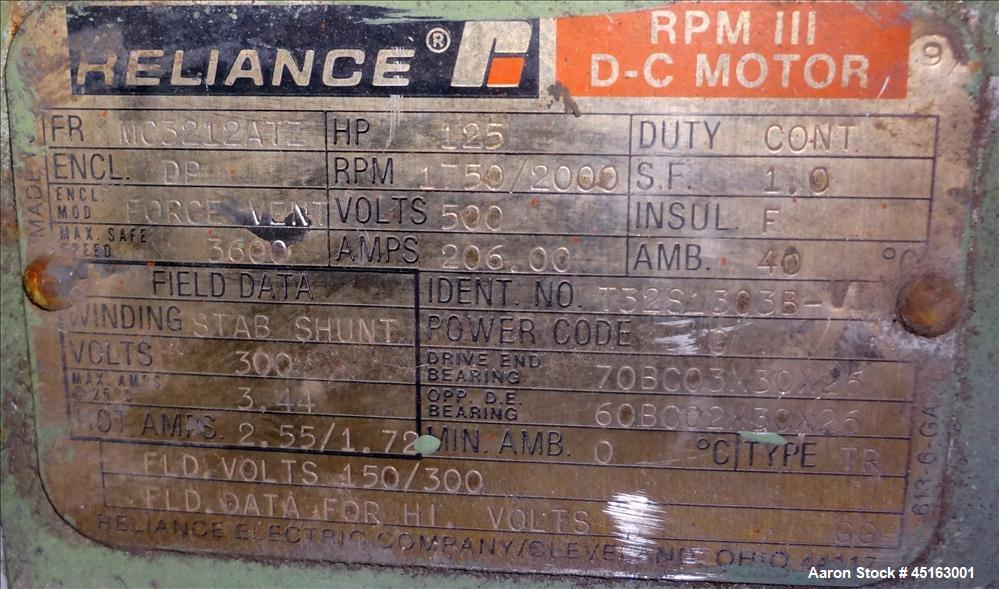 RELIANCE ® RPM III
D-C MOTOR
9
MADE
FR MC3212ATZ HP 125 DUTY CONT.
ENCL. DP RPM 1750/2000 S.F. 1.0
ENCL. MOD FORCE VENT VOLTS 500 INSUL. F
MAX. SAFE SPEED 3600 AMPS 206.00 AMB. 40 °C
FIELD DATA IDENT. NO. T32S1303B-
WINDING STAB SHUNT POWER CODE
VOLTS 300 DRIVE END BEARING 70BC03X30X26
MAX. AMPS @ 25°C 3.44 OPP. D.E. BEARING 60BC02X30X26
HOT AMPS. 2.55/1.72 MIN. AMB. 0 °C TYPE TR
FLD. VOLTS 150/300
FLD. DATA FOR HI. VOLTS GG
RELIANCE ELECTRIC COMPANY/CLEVELAND, OHIO 44117
61R-6-GA
Aaron Stock # 45163001